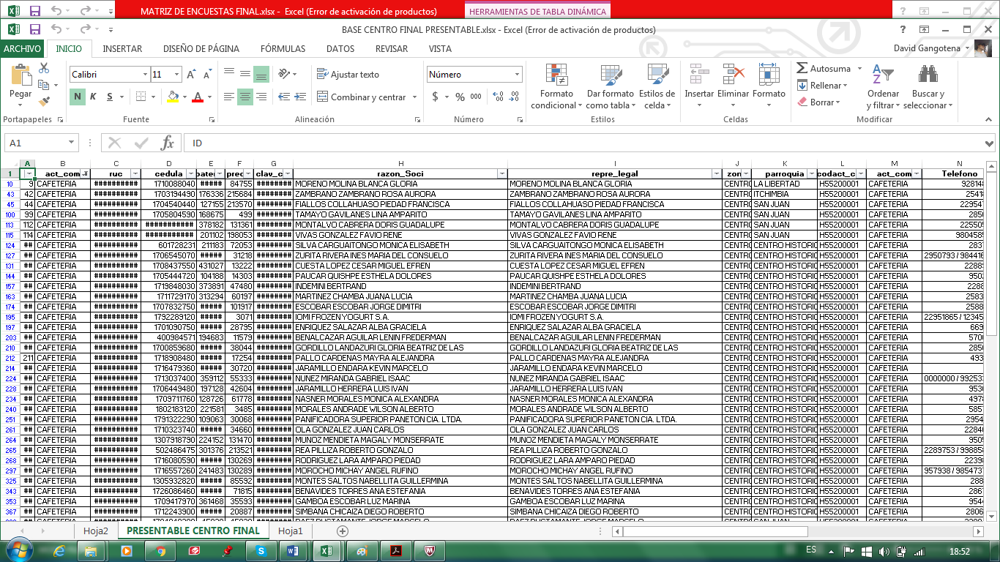 MATRIZ DE ENCUESTAS FINAL.xlsx - Excel (Error de activación de productos) HERRAMIENTAS DE TABLA DINÁMICA
BASE CENTRO FINAL PRESENTABLE.xlsx - Excel (Error de activación de productos)
ARCHIVO INICIO INSERTAR DISEÑO DE PÁGINA FÓRMULAS DATOS REVISAR VISTA David Gangotena
Calibri 11 Ajustar texto Número Autosuma
Pegar N K S Combinar y centrar $ % 000 Formato condicional Dar formato como tabla Estilos de celda Insertar Eliminar Formato Rellenar Borrar Ordenar y filtrar Buscar y seleccionar
Portapapeles Fuente Alineación Número Estilos Celdas Modificar
A1 fx ID
A B C D E F G H I J K L M N
1 act_com ruc cedula patei prec clav_c razon_Soci repre_legal zon parroquia codact_c act_com Telefono
10 9 CAFETERIA ########## 1710088040 176336 84755 ######## MORENO MOLINA BLANCA GLORIA MORENO MOLINA BLANCA GLORIA CENTRO LA LIBERTAD H55200001 CAFETERIA 928148
43 42 CAFETERIA ########## 1703194490 176336 215684 ######## ZAMBRANO ZAMBRANO ROSA AURORA ZAMBRANO ZAMBRANO ROSA AURORA CENTRO ITCHIMBIA H55200001 CAFETERIA 25418
45 44 CAFETERIA ########## 1704540440 127155 213570 ######## FIALLOS COLLAHUASO PIEDAD FRANCISCA FIALLOS COLLAHUASO PIEDAD FRANCISCA CENTRO SAN JUAN H55200001 CAFETERIA 229547
100 99 CAFETERIA ########## 1705804590 168675 499 ######## TAMAYO GAVILANES LINA AMPARITO TAMAYO GAVILANES LINA AMPARITO CENTRO SAN JUAN H55200001 CAFETERIA 2850
113 112 CAFETERIA ########## ########### 378182 131361 ######## MONTALVO CABRERA DORIS GUADALUPE MONTALVO CABRERA DORIS GUADALUPE CENTRO SAN JUAN H55200001 CAFETERIA 225505
115 114 CAFETERIA ########## ########### 201102 198053 ######## VIVAS GONZALEZ FAVIO RENE VIVAS GONZALEZ FAVIO RENE CENTRO SAN JUAN H55200001 CAFETERIA 9804585
124 ## CAFETERIA ########## 601728231 211183 72053 ######## SILVA CARGUAITONGO MONICA ELISABETH SILVA CARGUAITONGO MONICA ELISABETH CENTRO CENTRO HISTORIC H55200001 CAFETERIA 2837
127 ## CAFETERIA ########## 1706545070 ##### 31218 ######## ZURITA RIVERA INES MARIA DEL CONSUELO ZURITA RIVERA INES MARIA DEL CONSUELO CENTRO CENTRO HISTORIC H55200001 CAFETERIA 2950793 / 984418
131 ## CAFETERIA ########## 1708437550 431027 13222 ######## CUESTA LOPEZ CESAR MIGUEL EFREN CUESTA LOPEZ CESAR MIGUEL EFREN CENTRO CENTRO HISTORIC H55200001 CAFETERIA 22889
144 ## CAFETERIA ########## 1705444720 104188 14303 ######## PAUCAR QUISHPE ESTHELA DOLORES PAUCAR QUISHPE ESTHELA DOLORES CENTRO CENTRO HISTORIC H55200001 CAFETERIA 9502
157 ## CAFETERIA ########## 1719848030 373891 47480 ######## INDEMINI BERTRAND INDEMINI BERTRAND CENTRO CENTRO HISTORIC H55200001 CAFETERIA 2288
163 ## CAFETERIA ########## 1711729170 313294 60197 ######## MARTINEZ CHAMBA JUANA LUCIA MARTINEZ CHAMBA JUANA LUCIA CENTRO CENTRO HISTORIC H55200001 CAFETERIA 2583
174 ## CAFETERIA ########## 1707832750 ##### 101917 ######## ESCOBAR ESCOBAR JORGE DIMITRI ESCOBAR ESCOBAR JORGE DIMITRI CENTRO CENTRO HISTORIC H55200001 CAFETERIA 2588
195 ## CAFETERIA ########## 1792289120 ##### 3071 ######## IOMI FROZEN YOGURT S.A. IOMI FROZEN YOGURT S.A. CENTRO CENTRO HISTORIC H55200001 CAFETERIA 22951865 / 12345
197 ## CAFETERIA ########## 1701090750 ##### 28795 ######## ENRIQUEZ SALAZAR ALBA GRACIELA ENRIQUEZ SALAZAR ALBA GRACIELA CENTRO CENTRO HISTORIC H55200001 CAFETERIA 669
203 ## CAFETERIA ########## 400984571 194683 11579 ######## BENALCAZAR AGUILAR LENIN FREDERMAN BENALCAZAR AGUILAR LENIN FREDERMAN CENTRO CENTRO HISTORIC H55200001 CAFETERIA 5700
210 ## CAFETERIA ########## 1700859680 ##### 38044 ######## GORDILLO LANDAZURI GLORIA BEATRIZ DE LAS GORDILLO LANDAZURI GLORIA BEATRIZ DE LAS CENTRO CENTRO HISTORIC H55200001 CAFETERIA 2850
212 211 CAFETERIA ########## 1718908480 ##### 17254 ######## PALLO CARDENAS MAYRA ALEJANDRA PALLO CARDENAS MAYRA ALEJANDRA CENTRO CENTRO HISTORIC H55200001 CAFETERIA 493
214 ## CAFETERIA ########## 1716479360 ##### 30720 ######## JARAMILLO ENDARA KEVIN MARCELO JARAMILLO ENDARA KEVIN MARCELO CENTRO CENTRO HISTORIC H55200001 CAFETERIA
224 ## CAFETERIA ########## 1713037400 359112 55333 ######## NUNEZ MIRANDA GABRIEL ISAAC NUNEZ MIRANDA GABRIEL ISAAC CENTRO CENTRO HISTORIC H55200001 CAFETERIA 0000000 / 992533
228 ## CAFETERIA ########## 1706449480 197128 42604 ######## JARAMILLO HERRERA LUIS IVAN JARAMILLO HERRERA LUIS IVAN CENTRO CENTRO HISTORIC H55200001 CAFETERIA 9530
234 ## CAFETERIA ########## 1709711760 128726 61778 ######## NASNER MORALES MONICA ALEXANDRA NASNER MORALES MONICA ALEXANDRA CENTRO CENTRO HISTORIC H55200001 CAFETERIA 4978
240 ## CAFETERIA ########## 1802183120 221581 3485 ######## MORALES ANDRADE WILSON ALBERTO MORALES ANDRADE WILSON ALBERTO CENTRO CENTRO HISTORIC H55200001 CAFETERIA 5857
251 ## CAFETERIA ########## 1791322290 109063 30068 ######## PANIFICADORA SUPERIOR PANETON CIA. LTDA. PANIFICADORA SUPERIOR PANETON CIA. LTDA. CENTRO CENTRO HISTORIC H55200001 CAFETERIA 2954
261 ## CAFETERIA ########## 1710323740 ##### 34660 ######## OLA GONZALEZ JUAN CARLOS OLA GONZALEZ JUAN CARLOS CENTRO CENTRO HISTORIC H55200001 CAFETERIA 22840
264 ## CAFETERIA ########## 1307918790 224152 131470 ######## MUNOZ MENDIETA MAGALY MONSERRATE MUNOZ MENDIETA MAGALY MONSERRATE CENTRO CENTRO HISTORIC H55200001 CAFETERIA 9505
265 ## CAFETERIA ########## 502486475 301376 213521 ######## REA PILLIZA ROBERTO GONZALO REA PILLIZA ROBERTO GONZALO CENTRO CENTRO HISTORIC H55200001 CAFETERIA 2289753 / 998858
268 ## CAFETERIA ########## 1716080590 ##### 130269 ######## RODRIGUEZ LARA AMPARO PIEDAD RODRIGUEZ LARA AMPARO PIEDAD CENTRO CENTRO HISTORIC H55200001 CAFETERIA 22398
297 ## CAFETERIA ########## 1716557260 241483 130289 ######## MOROCHO MICHAY ANGEL RUFINO MOROCHO MICHAY ANGEL RUFINO CENTRO CENTRO HISTORIC H55200001 CAFETERIA 957938 / 985473
325 ## CAFETERIA ########## 1305932820 ##### 85592 ######## MONTES SALTOS NABELLITA GUILLERMINA MONTES SALTOS NABELLITA GUILLERMINA CENTRO CENTRO HISTORIC H55200001 CAFETERIA 288
343 ## CAFETERIA ########## 1726086460 ##### 71815 ######## BENAVIDES TORRES ANA ESTEFANIA BENAVIDES TORRES ANA ESTEFANIA CENTRO CENTRO HISTORIC H55200001 CAFETERIA 2867
353 ## CAFETERIA ########## 1709417970 361468 35593 ######## GAMBOA ESCOBAR LUZ MARINA GAMBOA ESCOBAR LUZ MARINA CENTRO CENTRO HISTORIC H55200001 CAFETERIA 9544
367 ## CAFETERIA ########## 1712243900 ##### 20887 ######## SIMBANA CHICAIZA DIEGO ROBERTO SIMBANA CHICAIZA DIEGO ROBERTO CENTRO CENTRO HISTORIC H55200001 CAFETERIA 2806
Hoja2 PRESENTABLE CENTRO FINAL Hoja1
ES 18:52